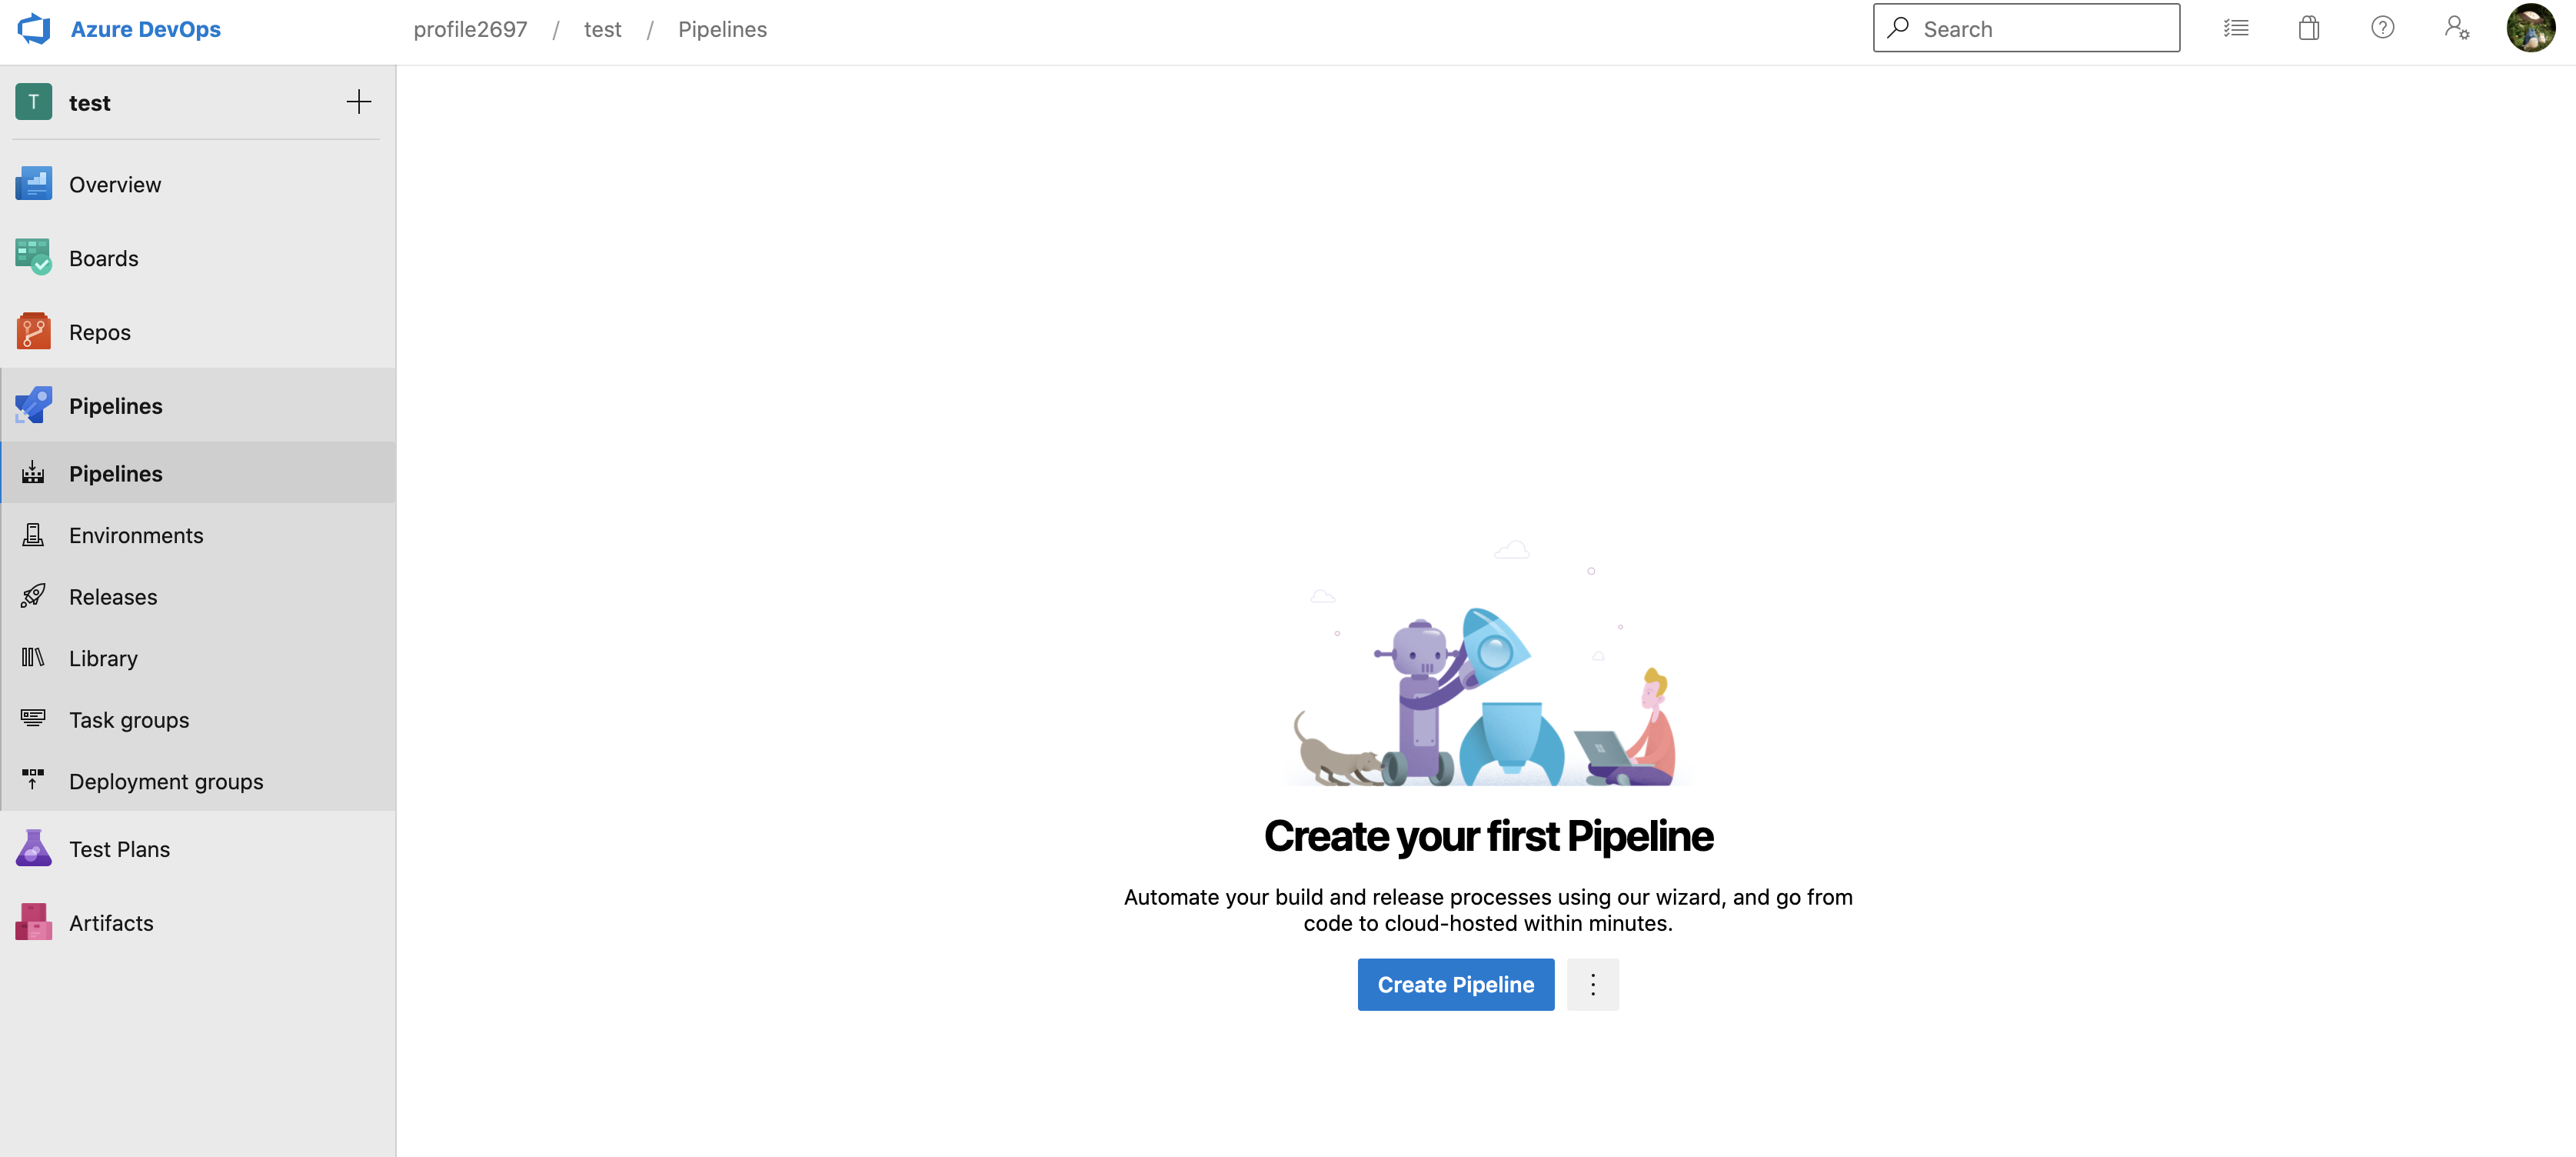 Azure DevOps
profile2697 / test / Pipelines
Search
T test
Overview
Boards
Repos
Pipelines
Pipelines
Environments
Releases
Library
Task groups
Deployment groups
Test Plans
Artifacts
Create your first Pipeline
Automate your build and release processes using our wizard, and go from
code to cloud-hosted within minutes.
Create Pipeline